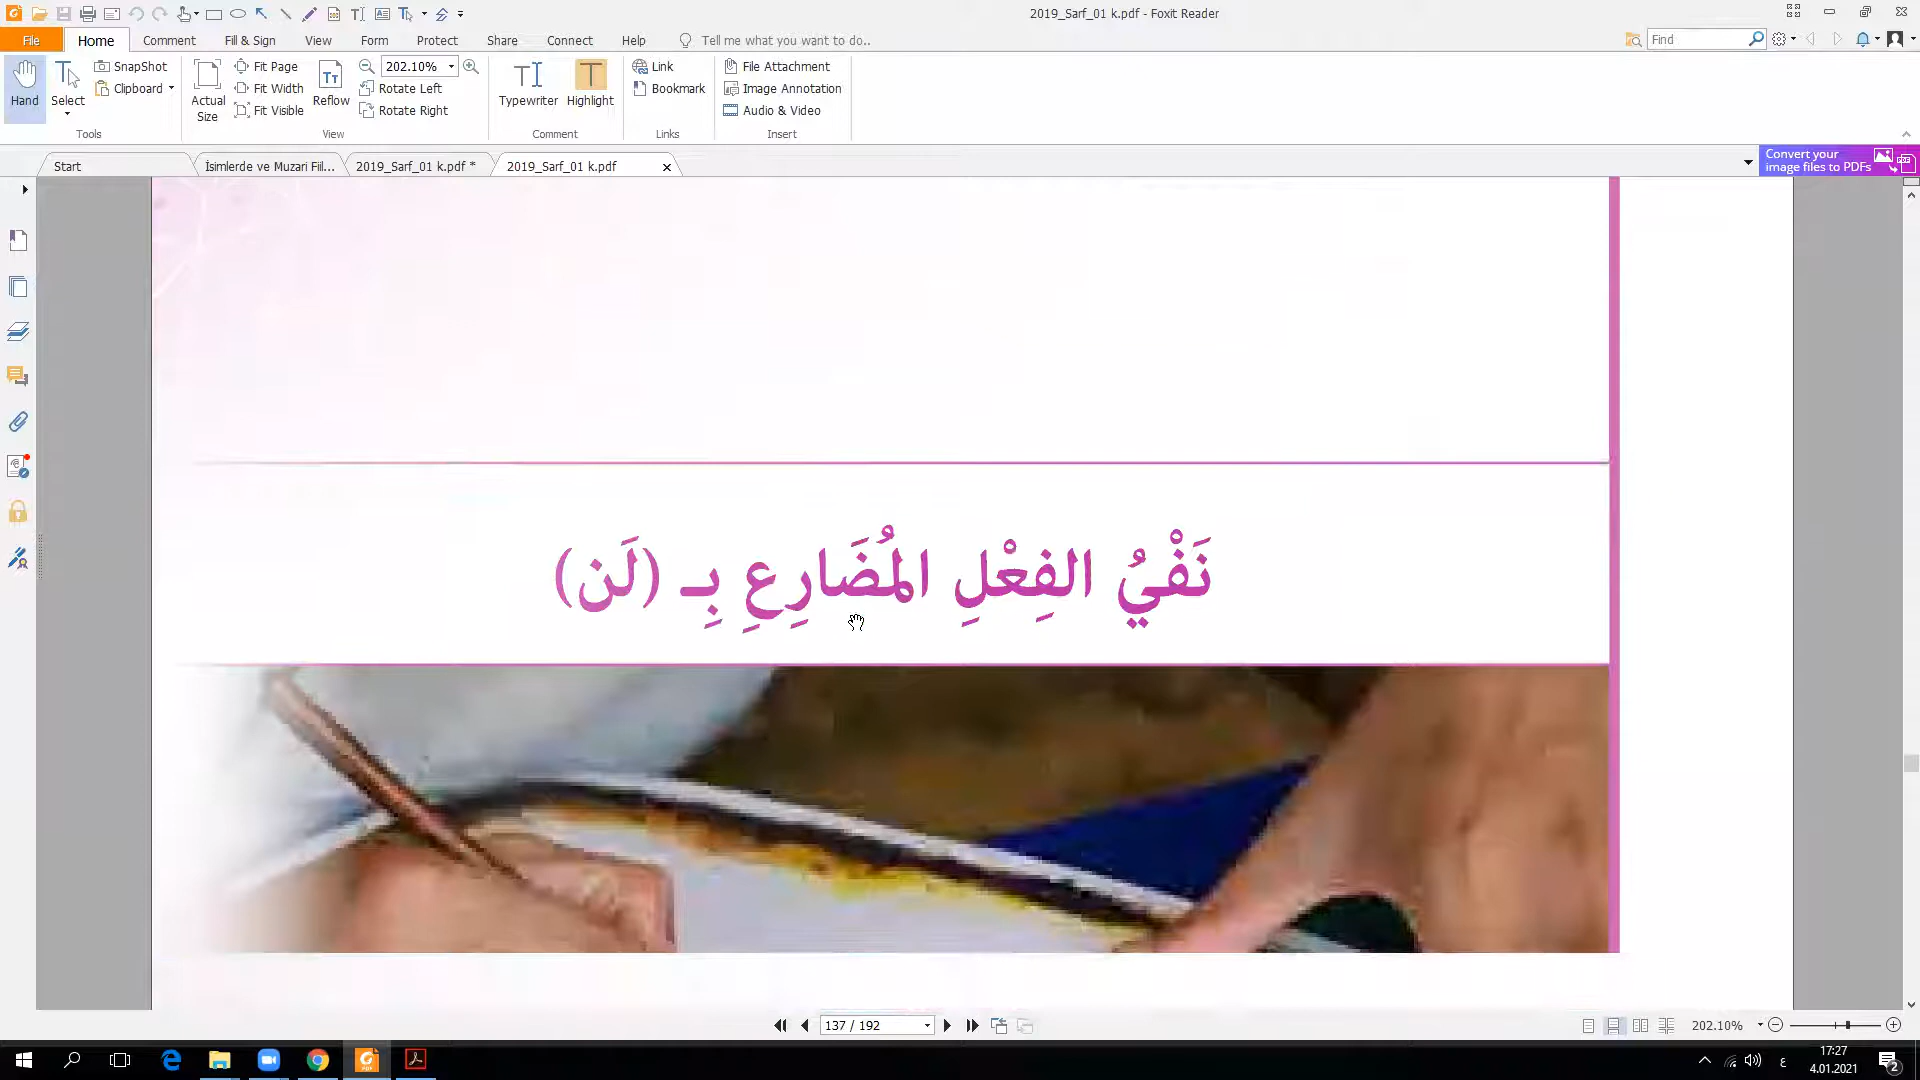 2019_Sarf_01 k.pdf - Foxit Reader
File Home Comment Fill & Sign View Form Protect Share Connect Help Tell me what you want to do.. Find
Hand Select SnapShot Clipboard Actual Size Fit Page Fit Width Fit Visible Reflow 202.10% Rotate Left Rotate Right Typewriter Highlight Link Bookmark File Attachment Image Annotation Audio & Video
Tools View Comment Links Insert
Start İsimlerde ve Muzari Fiil... 2019_Sarf_01 k.pdf * 2019_Sarf_01 k.pdf
Convert your
image files to PDFs
نَفْيُ الفِعْلِ المُضَارِعِ بِـ (لَن)
137 / 192 202.10%
17:27
4.01.2021
ع
2